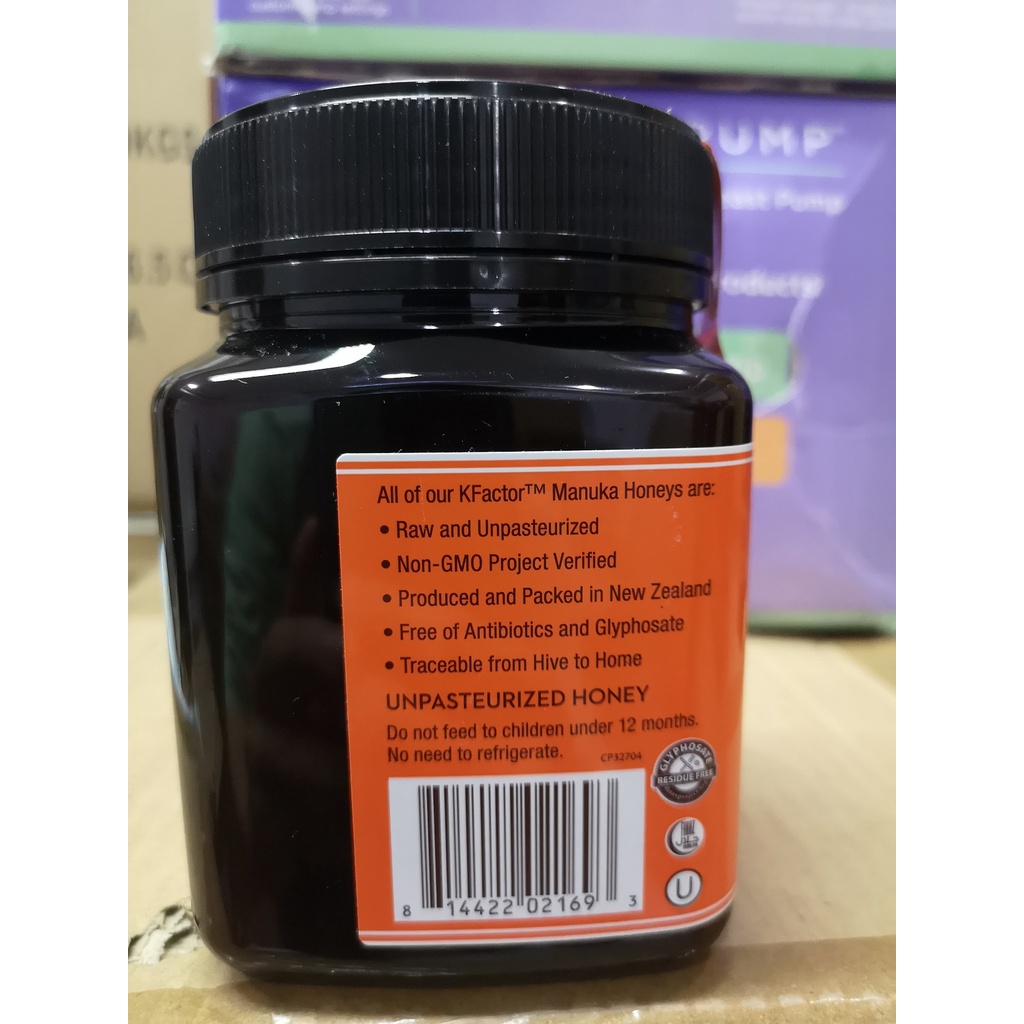 PUMP
Pump
All of our KFactor™ Manuka Honeys are:
• Raw and Unpasteurized
• Non-GMO Project Verified
• Produced and Packed in New Zealand
• Free of Antibiotics and Glyphosate
• Traceable from Hive to Home
UNPASTEURIZED HONEY
Do not feed to children under 12 months.
No need to refrigerate.
CP32704
GLYPHOSATE
RESIDUE FREE
U
8 14422 02169 3